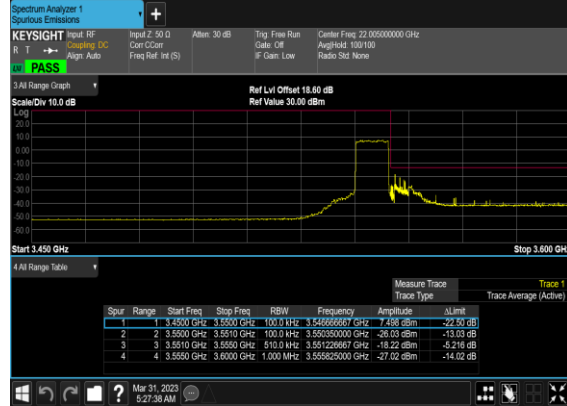 Spectrum Analyzer 1
Spurious Emissions
+
KEYSIGHT Input: RF Input Z: 50 Ω Atten: 30 dB Trig: Free Run Center Freq: 22.005000000 GHz
R T Coupling: DC Corr CCorr Gate: Off Avg|Hold: 100/100
Align: Auto Freq Ref: Int (S) IF Gain: Low Radio Std: None
PASS
3 All Range Graph
Ref Lvl Offset 18.60 dB
Scale/Div 10.0 dB Ref Value 30.00 dBm
Log
20.0
10.0
0.00
-10.0
-20.0
-30.0
-40.0
-50.0
-60.0
Start 3.450 GHz Stop 3.600 GHz
4 All Range Table
Measure Trace Trace 1
Trace Type Trace Average (Active)
Spur Range Start Freq Stop Freq RBW Frequency Amplitude ΔLimit
1 1 3.4500 GHz 3.5500 GHz 100.0 kHz 3.546666667 GHz 7.498 dBm -22.50 dB
2 2 3.5500 GHz 3.5510 GHz 100.0 kHz 3.550350000 GHz -26.03 dBm -13.03 dB
3 3 3.5510 GHz 3.5550 GHz 510.0 kHz 3.551226667 GHz -18.22 dBm -5.216 dB
4 4 3.5550 GHz 3.6000 GHz 1.000 MHz 3.555825000 GHz -27.02 dBm -14.02 dB
? Mar 31, 2023
5:27:38 AM